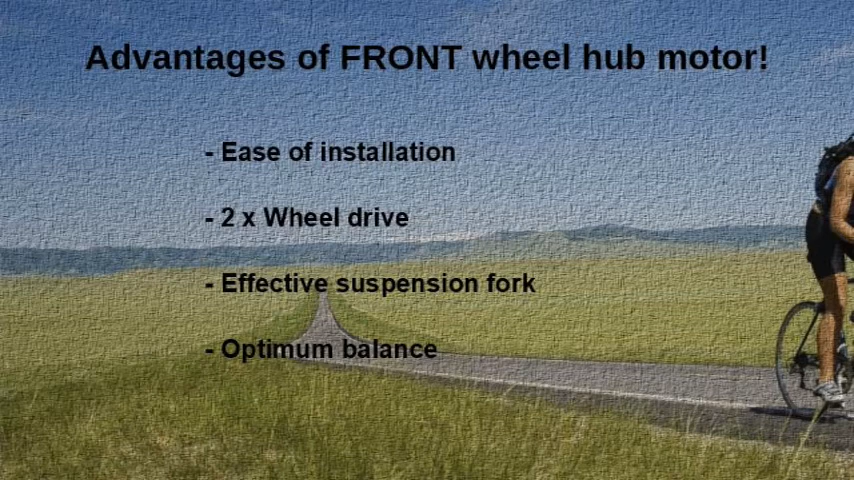 Advantages of FRONT wheel hub motor!
- Ease of installation
- 2 x Wheel drive
- Effective suspension fork
- Optimum balance